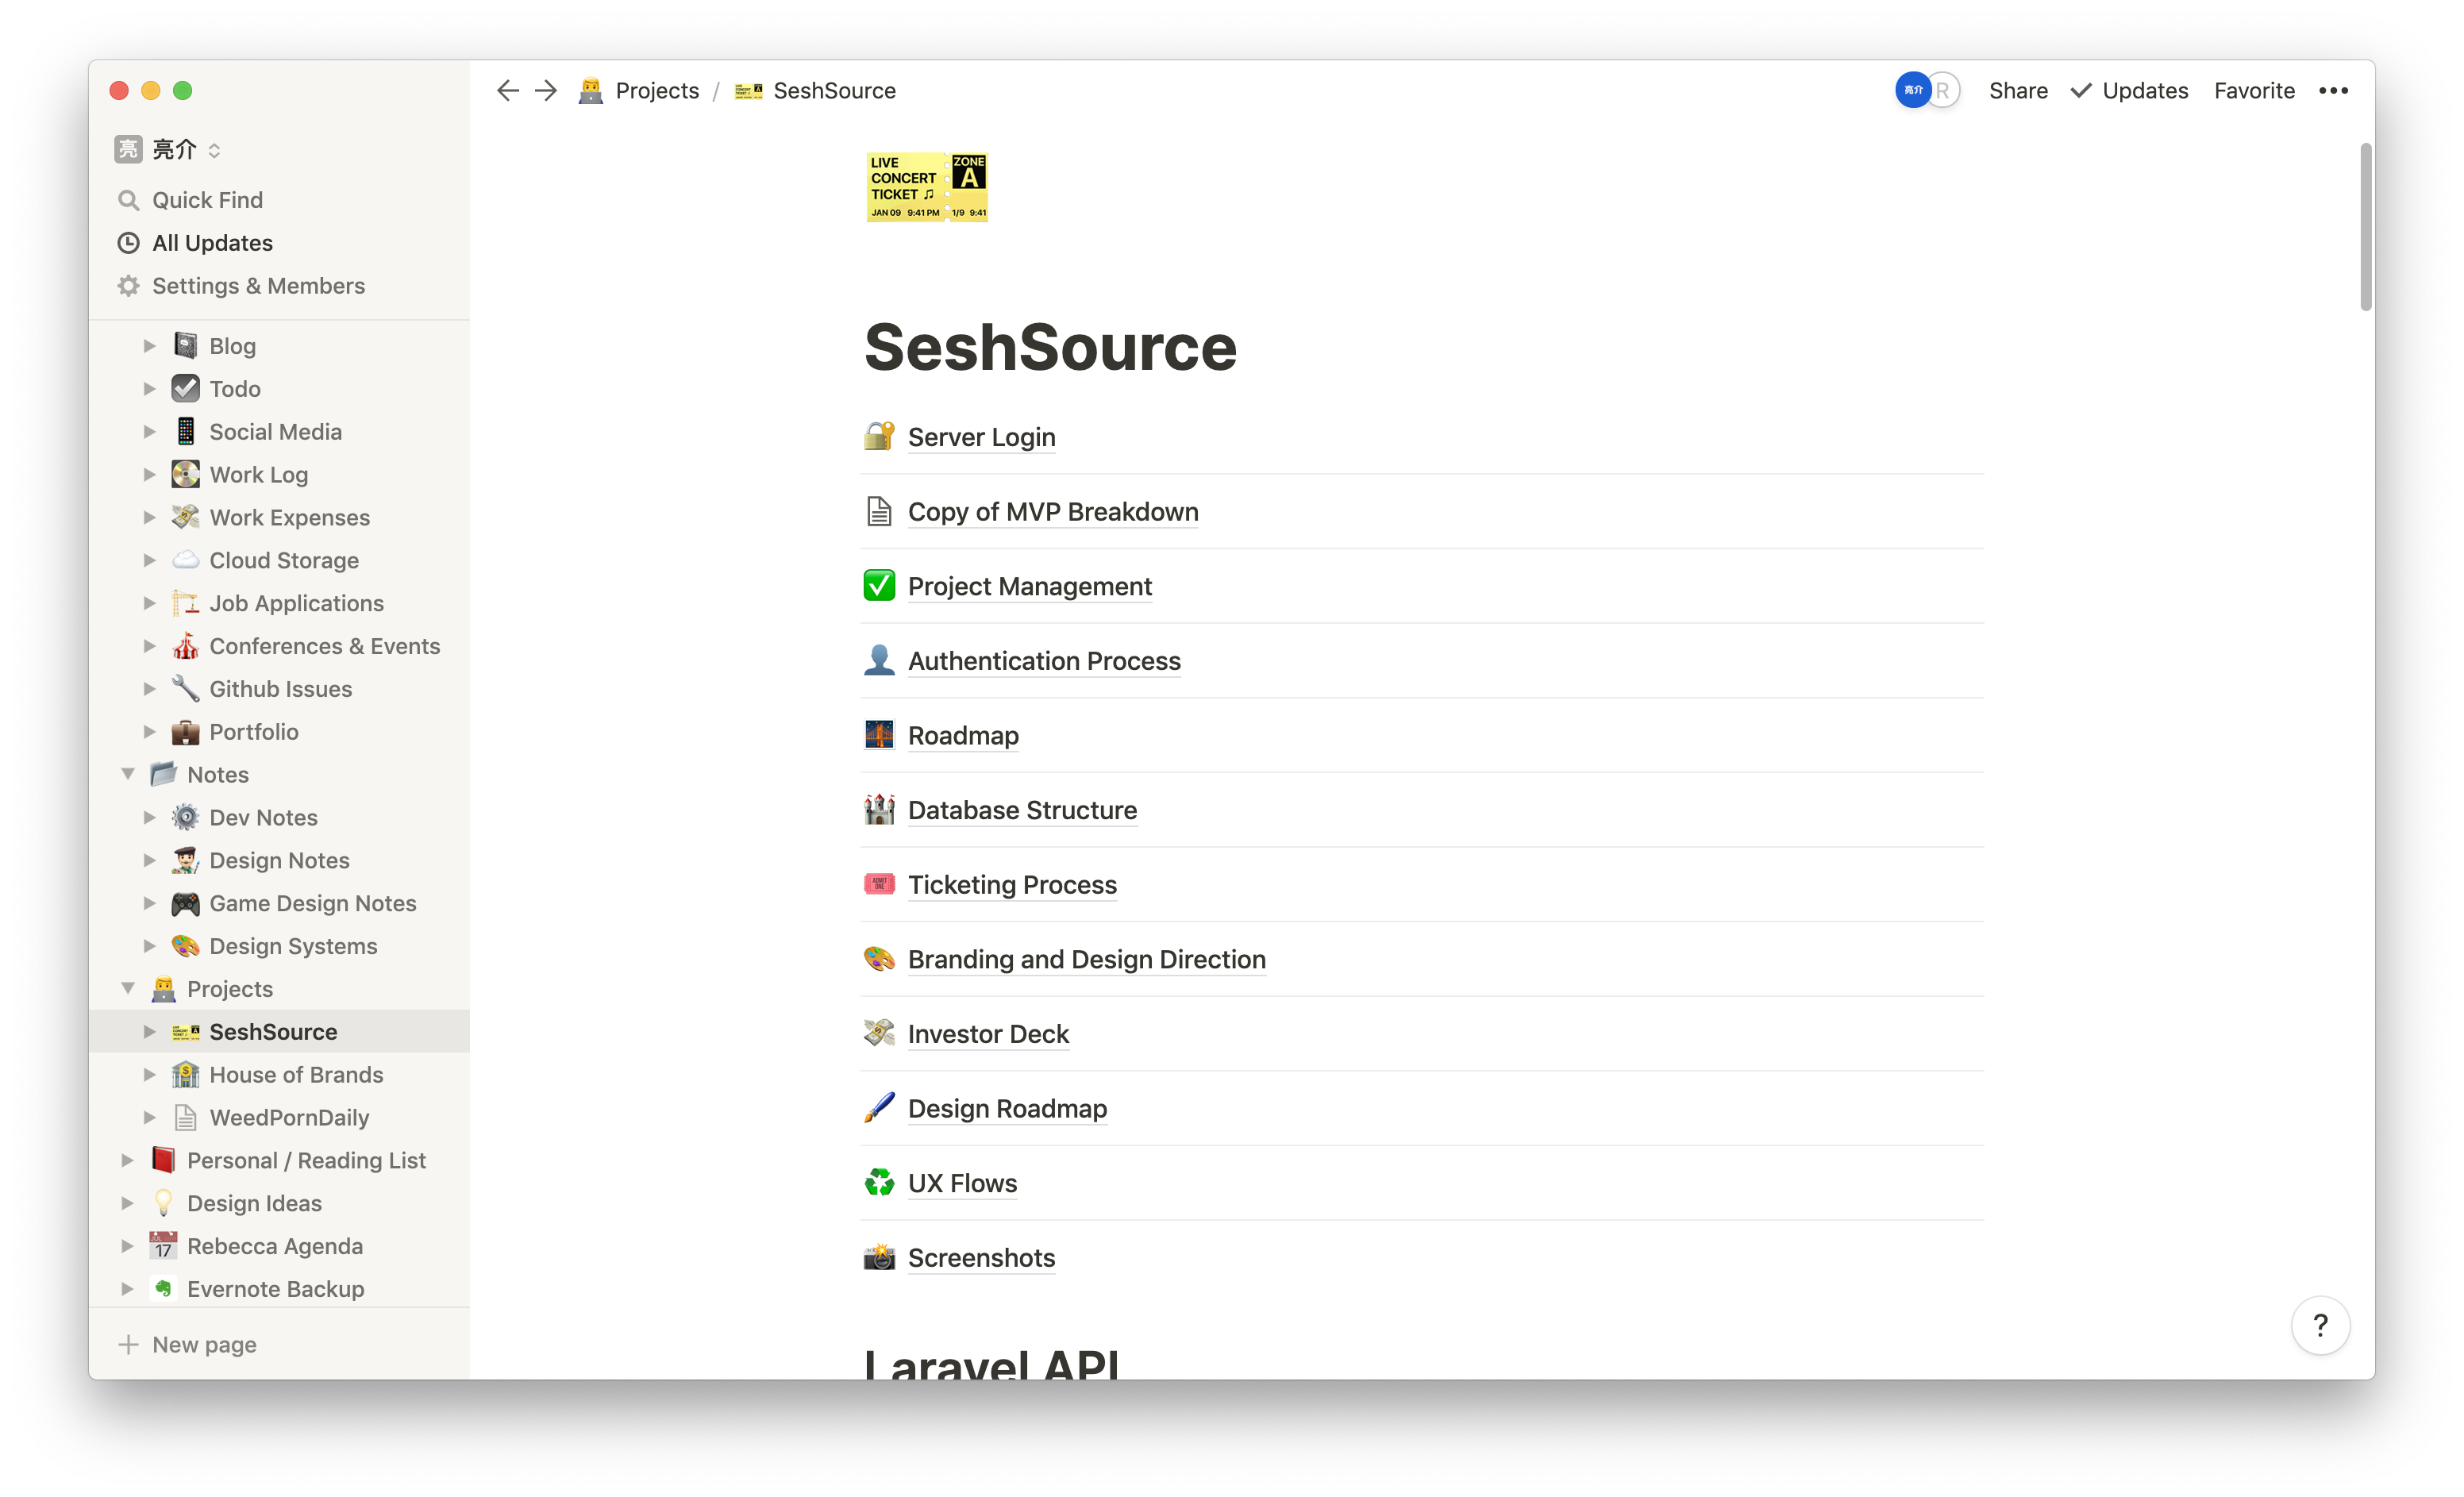 亮 亮介
Quick Find
All Updates
Settings & Members
Blog
Todo
Social Media
Work Log
Work Expenses
Cloud Storage
Job Applications
Conferences & Events
Github Issues
Portfolio
Notes
Dev Notes
Design Notes
Game Design Notes
Design Systems
Projects
SeshSource
House of Brands
WeedPornDaily
Personal / Reading List
Design Ideas
JUL
17
Rebecca Agenda
Evernote Backup
New page
Projects / SeshSource
亮介 R Share Updates Favorite
LIVE
CONCERT
TICKET
JAN 09 9:41 PM
ZONE
A
1/9 9:41
SeshSource
Server Login
Copy of MVP Breakdown
Project Management
Authentication Process
Roadmap
Database Structure
ADMIT
ONE
Ticketing Process
Branding and Design Direction
Investor Deck
Design Roadmap
UX Flows
Screenshots
Laravel API
?